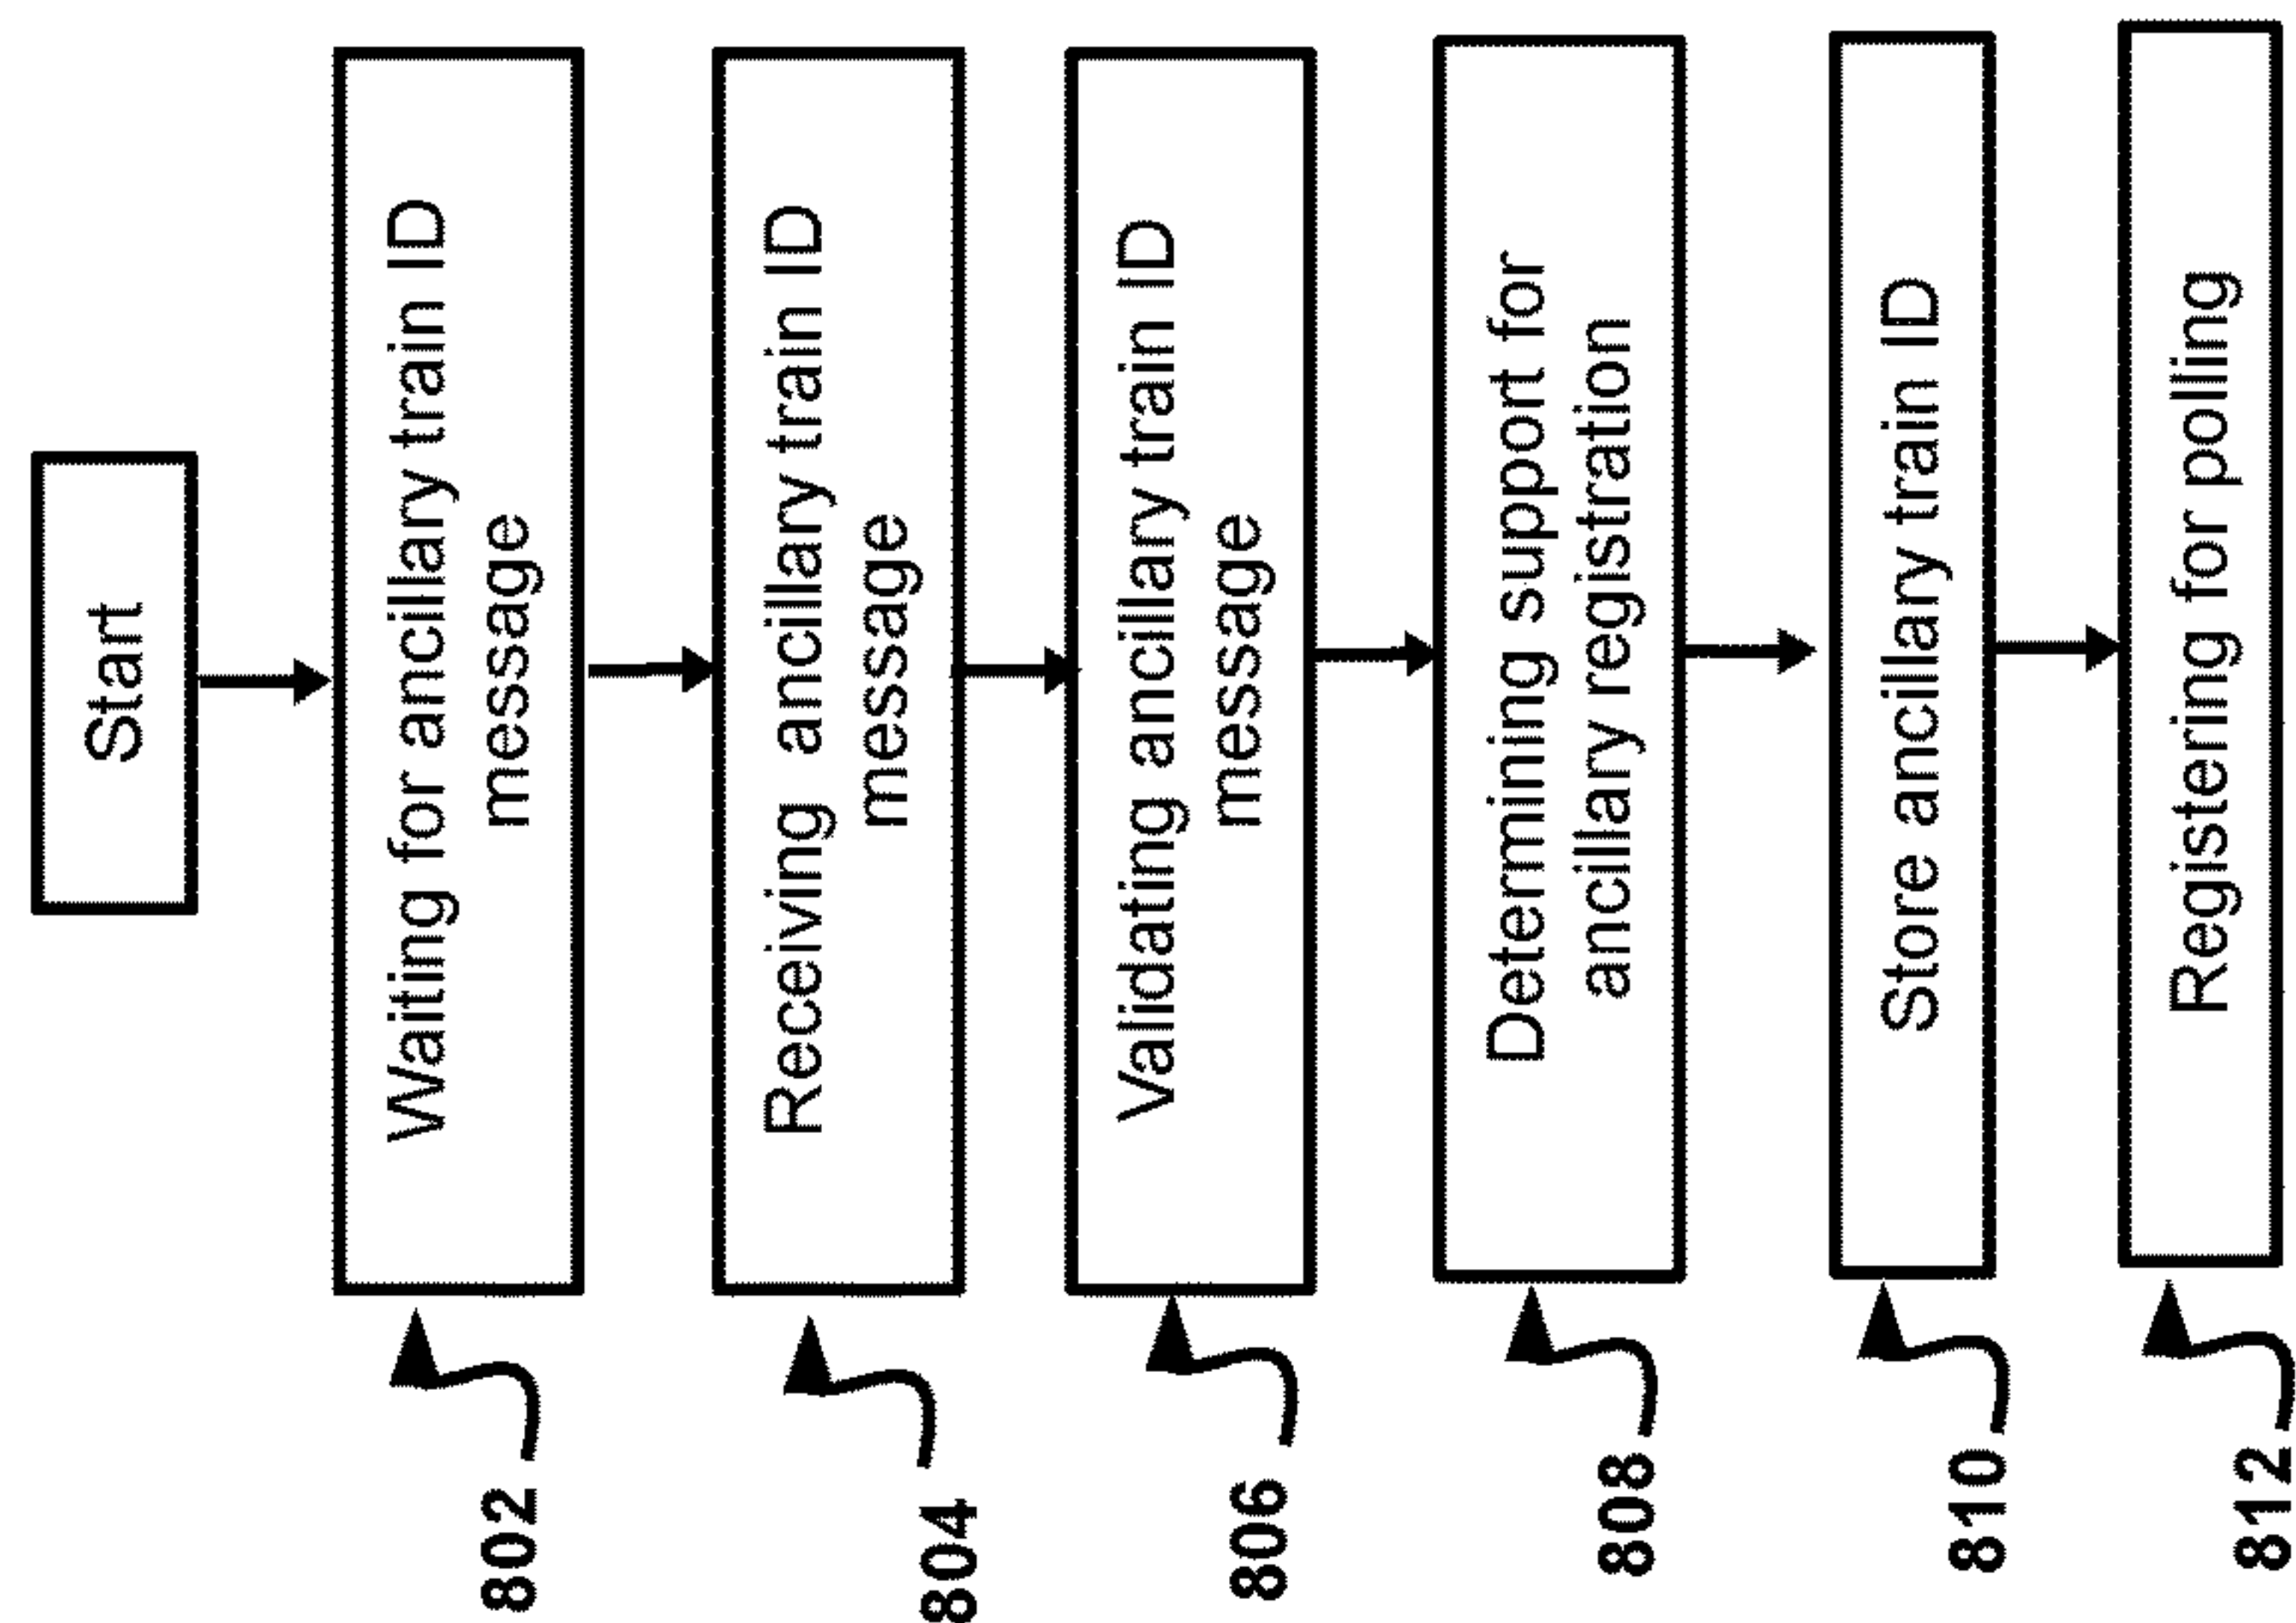 Start
Waiting for ancillary train ID
message
802
Receiving ancillary train ID
message
804
Validating ancillary train ID
message
806
Determining support for
ancillary registration
808
Store ancillary train ID
810
Registering for polling
812